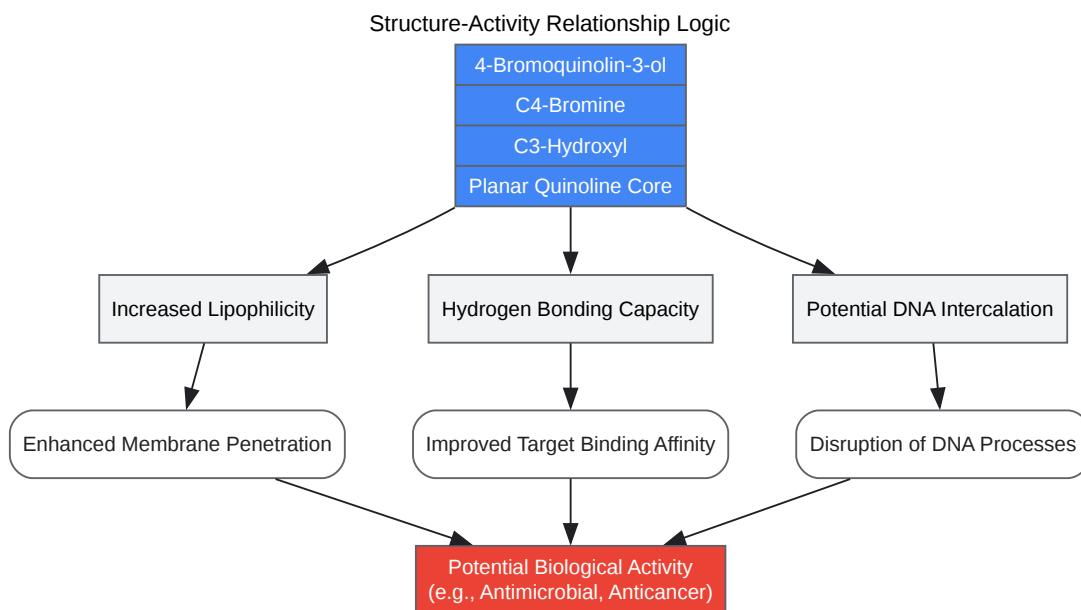 Structure-Activity Relationship Logic
4-Bromoquinolin-3-ol
C4-Bromine
C3-Hydroxyl
Planar Quinoline Core
Increased Lipophilicity
Hydrogen Bonding Capacity
Potential DNA Intercalation
Enhanced Membrane Penetration
Improved Target Binding Affinity
Disruption of DNA Processes
Potential Biological Activity
(e.g., Antimicrobial, Anticancer)